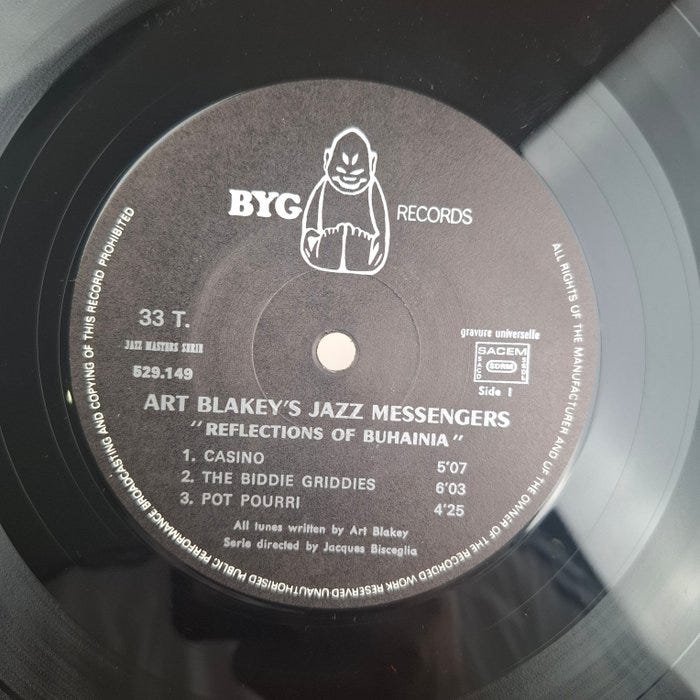 BYG RECORDS
33 T.
JAZZ MASTERS SERIE
529.149
gravure universelle
SACEM
SACD SDRM SGDL
Side 1
ART BLAKEY'S JAZZ MESSENGERS
"REFLECTIONS OF BUHAINIA"
1. CASINO 5'07
2. THE BIDDIE GRIDDIES 6'03
3. POT POURRI 4'25
All tunes written by Art Blakey
Serie directed by Jacques Bisceglia
ALL RIGHTS OF THE MANUFACTURER AND OF THE OWNER OF THE RECORDED WORK RESERVED UNAUTHORISED PUBLIC PERFORMANCE BROADCASTING AND COPYING OF THIS RECORD PROHIBITED